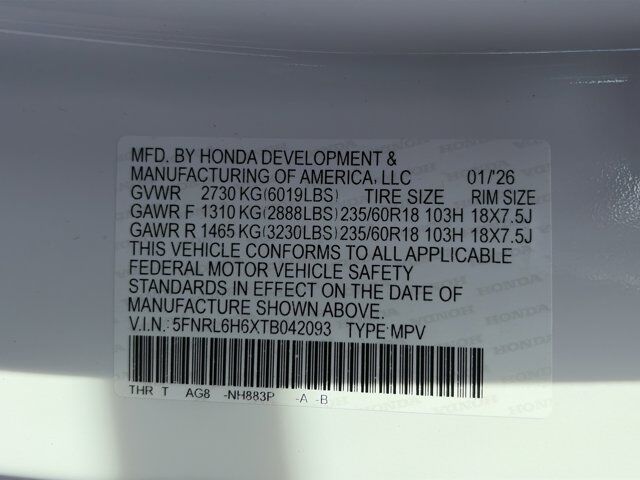 MFD. BY HONDA DEVELOPMENT &
MANUFACTURING OF AMERICA, LLC 01/'26
GVWR 2730 KG(6019LBS) TIRE SIZE RIM SIZE
GAWR F 1310 KG(2888LBS) 235/60R18 103H 18X7.5J
GAWR R 1465 KG(3230LBS) 235/60R18 103H 18X7.5J
THIS VEHICLE CONFORMS TO ALL APPLICABLE
FEDERAL MOTOR VEHICLE SAFETY
STANDARDS IN EFFECT ON THE DATE OF
MANUFACTURE SHOWN ABOVE.
V.I.N.: 5FNRL6H6XTB042093 TYPE:MPV
THR T AG8 -NH883P -A -B